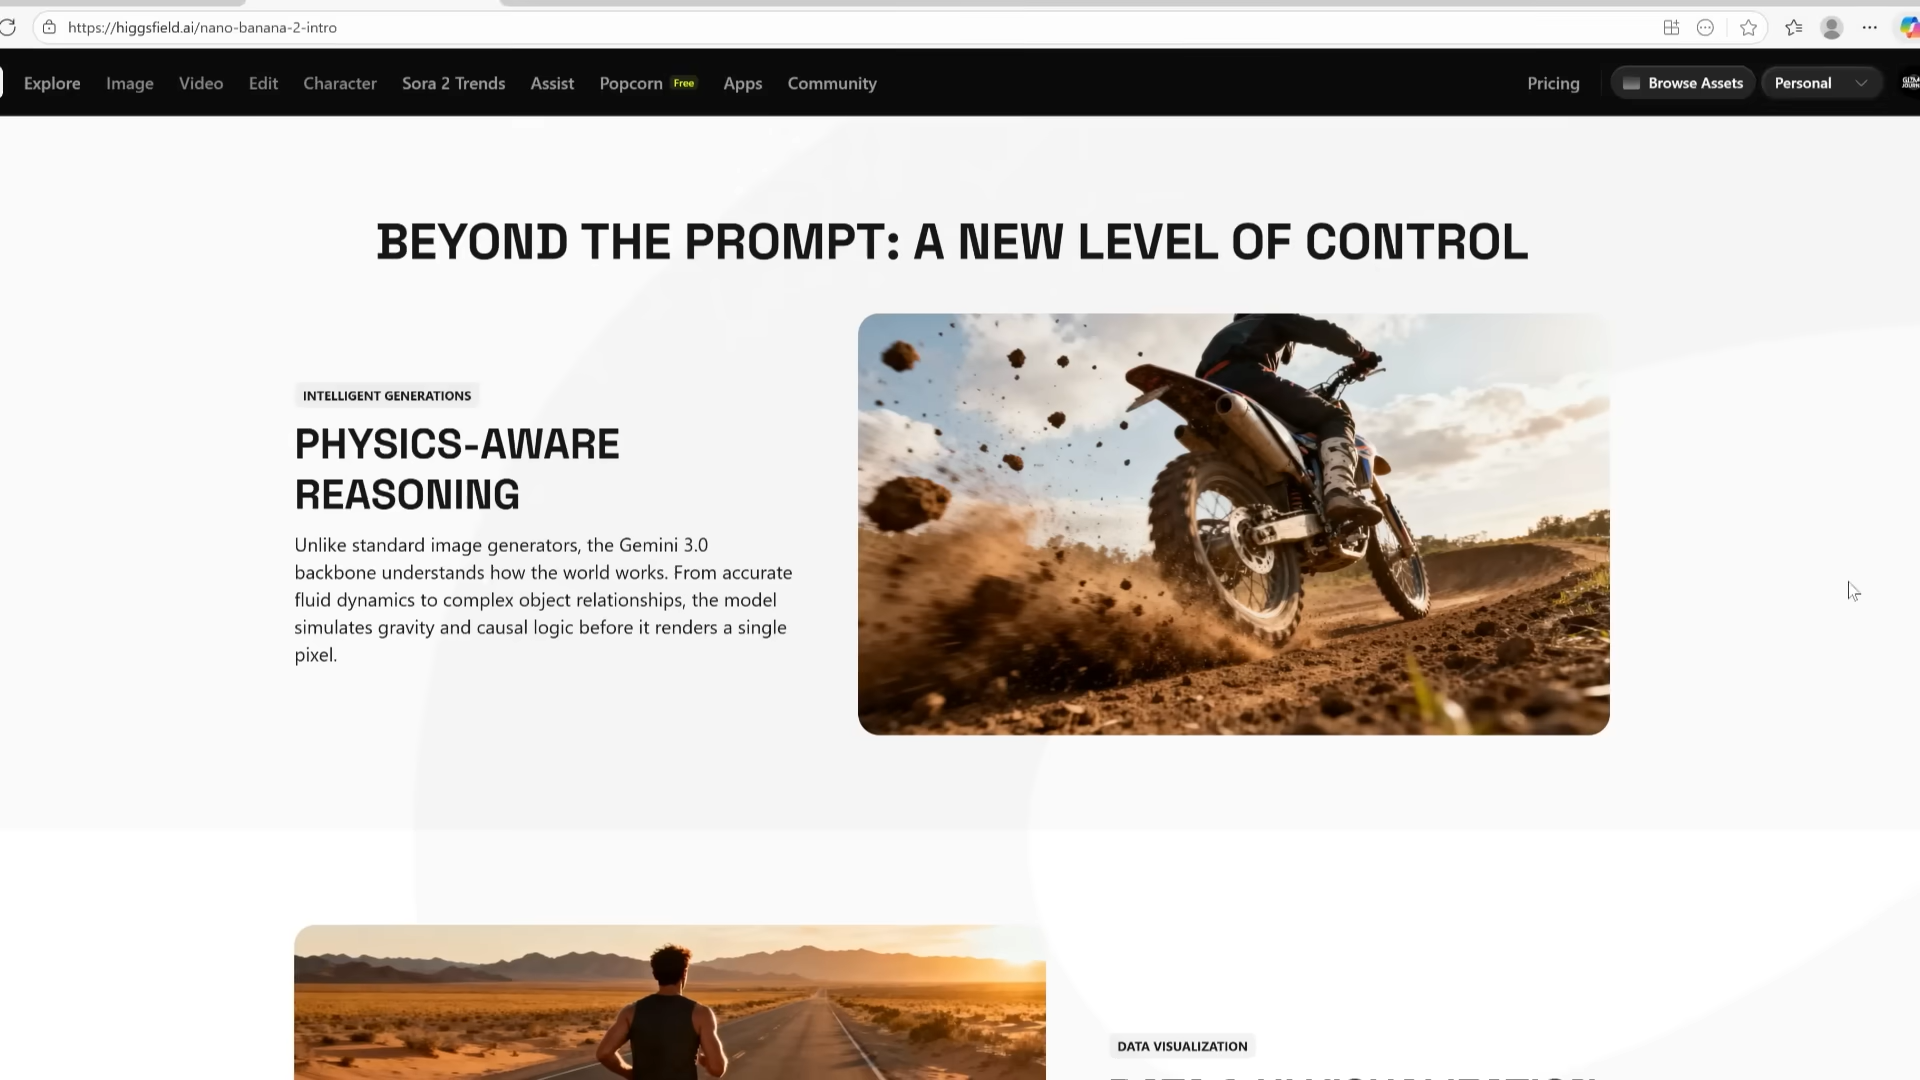 https://higgsfield.ai/nano-banana-2-intro
Explore Image Video Edit Character Sora 2 Trends Assist Popcorn Free Apps Community Pricing Browse Assets Personal
BEYOND THE PROMPT: A NEW LEVEL OF CONTROL
INTELLIGENT GENERATIONS
PHYSICS-AWARE
REASONING
Unlike standard image generators, the Gemini 3.0
backbone understands how the world works. From accurate
fluid dynamics to complex object relationships, the model
simulates gravity and causal logic before it renders a single
pixel.
DATA VISUALIZATION